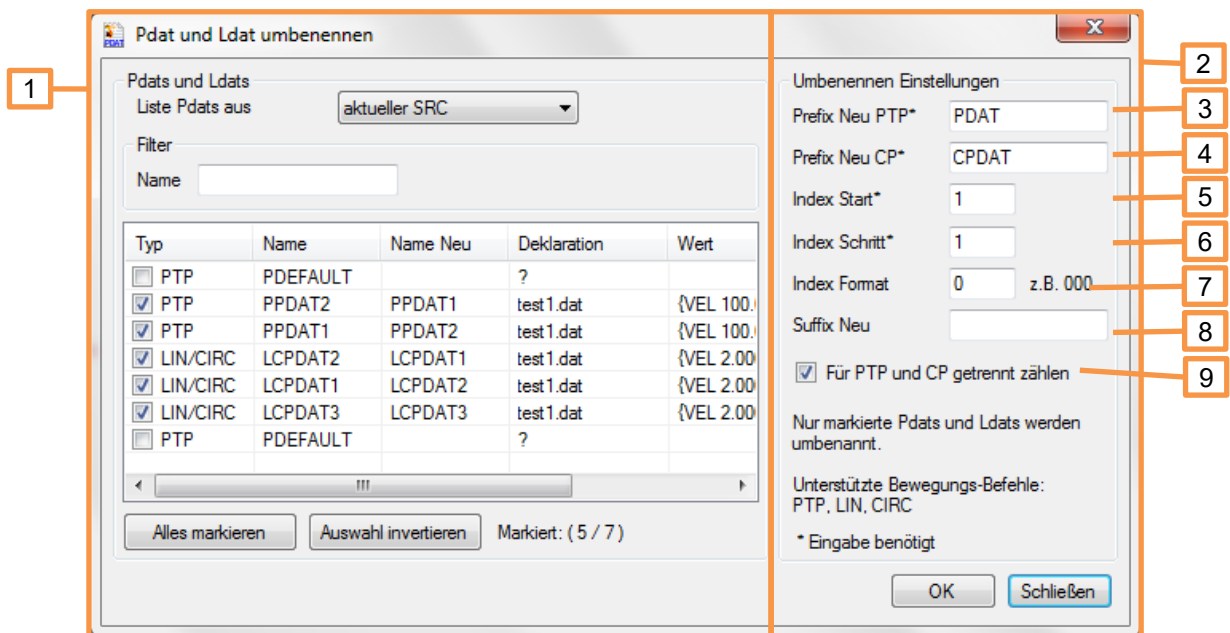 Pdat und Ldat umbenennen
1
2
Pdats und Ldats
Liste Pdats aus
aktueller SRC
Filter
Name
Typ Name Name Neu Deklaration Wert
PTP PDEFAULT ?
PTP PPDAT2 PPDAT1 test1.dat {VEL 100.
PTP PPDAT1 PPDAT2 test1.dat {VEL 100.
LIN/CIRC LCPDAT2 LCPDAT1 test1.dat {VEL 2.00
LIN/CIRC LCPDAT1 LCPDAT2 test1.dat {VEL 2.00
LIN/CIRC LCPDAT3 LCPDAT3 test1.dat {VEL 2.00
PTP PDEFAULT ?
Alles markieren Auswahl invertieren Markiert: ( 5 / 7 )
Umbenennen Einstellungen
Prefix Neu PTP* PDAT 3
Prefix Neu CP* CPDAT 4
Index Start* 1 5
Index Schritt* 1 6
Index Format 0 z.B. 000 7
Suffix Neu 8
Für PTP und CP getrennt zählen 9
Nur markierte Pdats und Ldats werden
umbenannt.
Unterstützte Bewegungs-Befehle:
PTP, LIN, CIRC
* Eingabe benötigt
OK Schließen